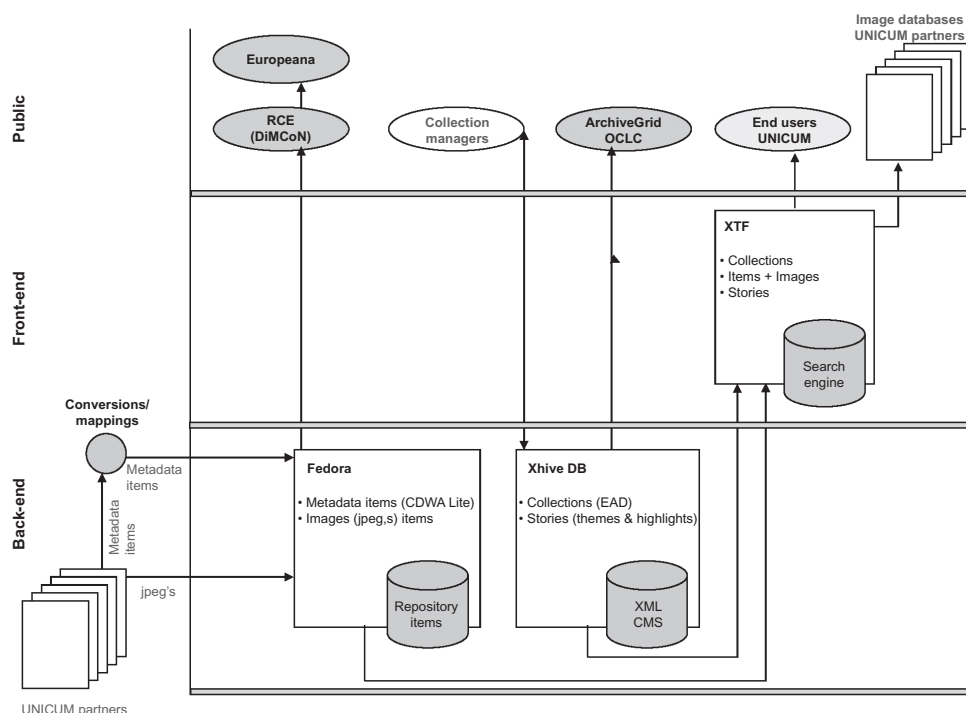 Image databases
UNICUM partners
Public
Europeana
RCE
(DiMCoN)
Collection
managers
ArchiveGrid
OCLC
End users
UNICUM
Front-end
XTF
• Collections
• Items + Images
• Stories
Search
engine
Conversions/
mappings
Back-end
Metadata
items
Metadata
items
jpeg's
UNICUM partners
Fedora
• Metadata items (CDWA Lite)
• Images (jpeg,s) items
Repository
items
Xhive DB
• Collections (EAD)
• Stories (themes & highlights)
XML
CMS